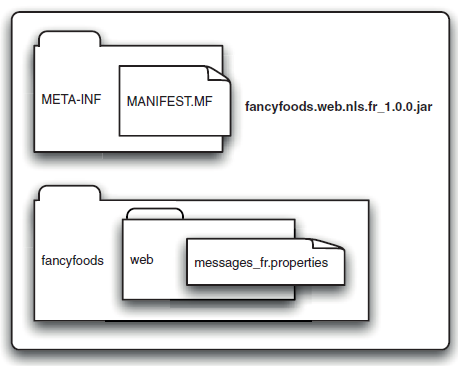 META-INF
MANIFEST.MF
fancyfoods.web.nls.fr_1.0.0.jar
fancyfoods
web
messages_fr.properties